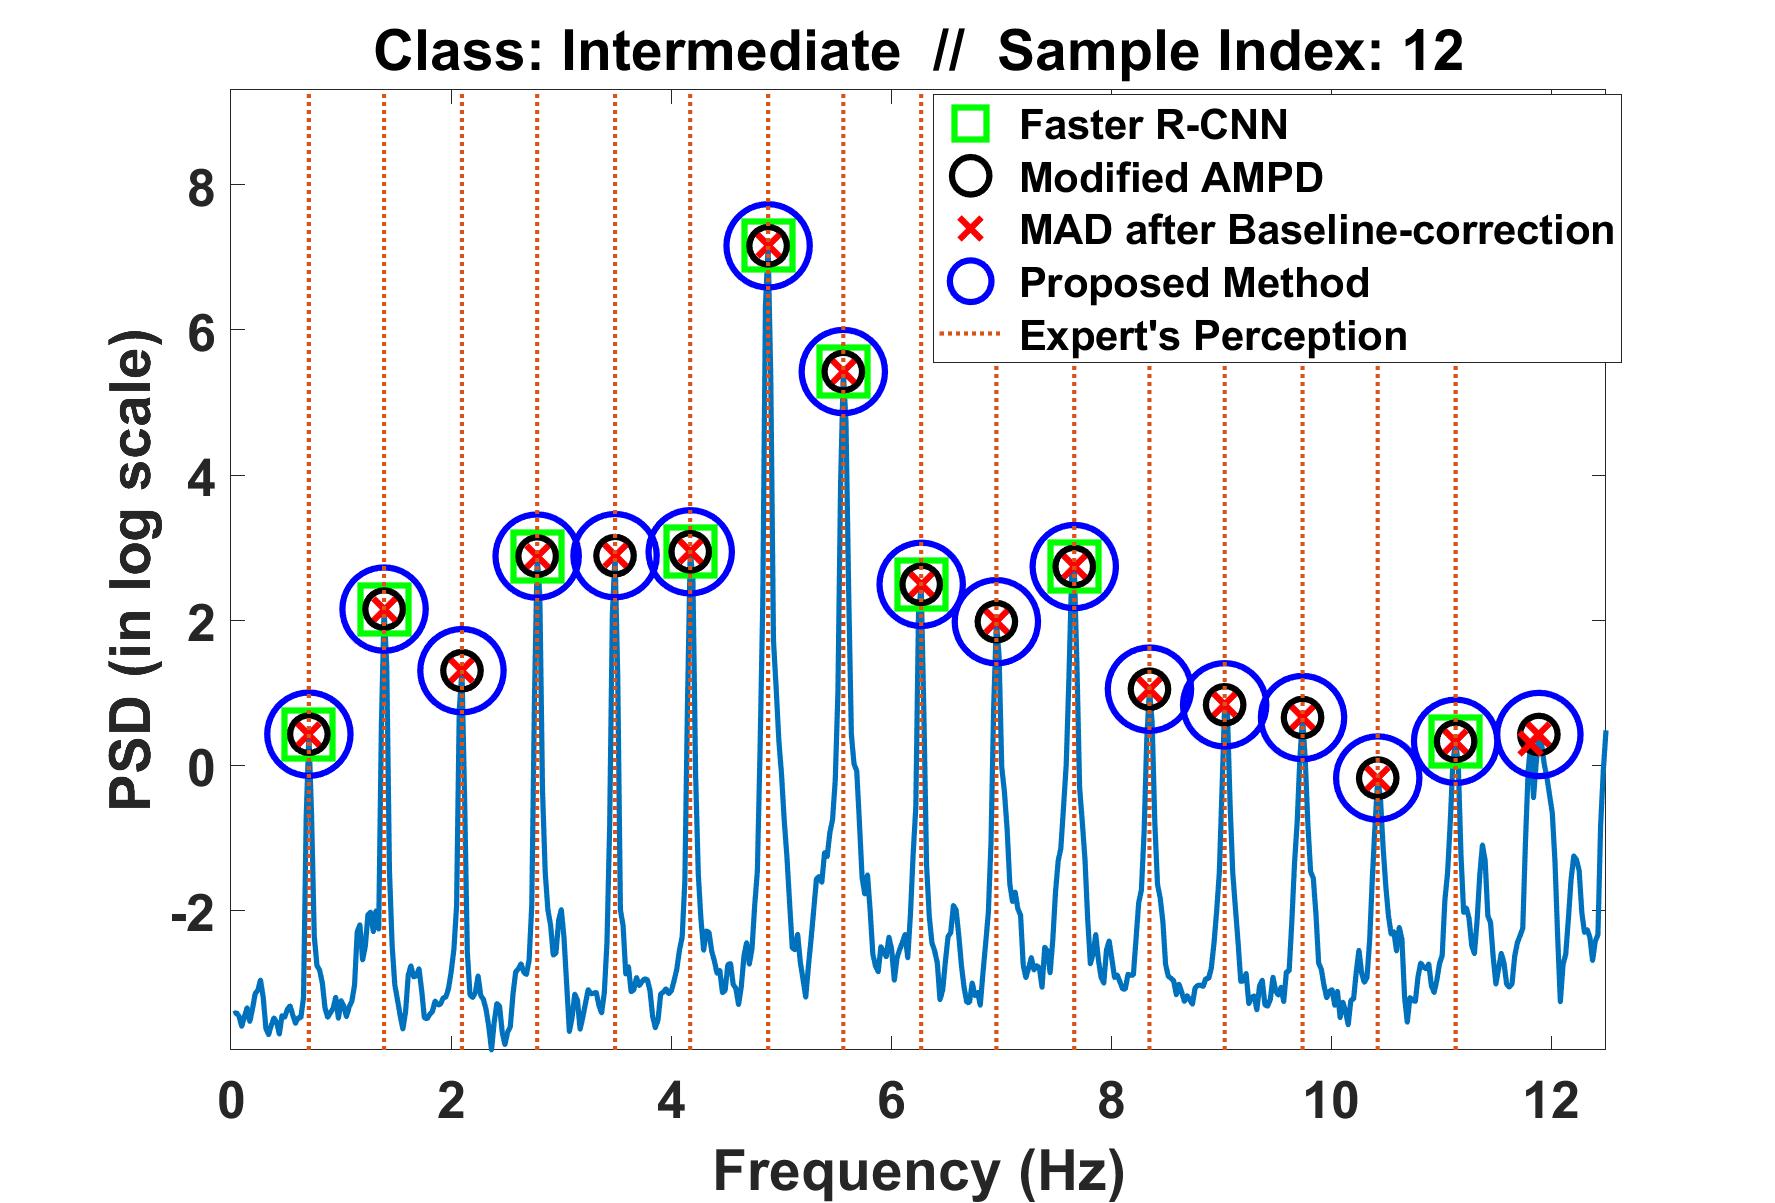 Class: Intermediate // Sample Index: 12
Faster R-CNN
Modified AMPD
MAD after Baseline-correction
Proposed Method
Expert's Perception
PSD (in log scale)
8
6
4
2
0
-2
0 2 4 6 8 10 12
Frequency (Hz)